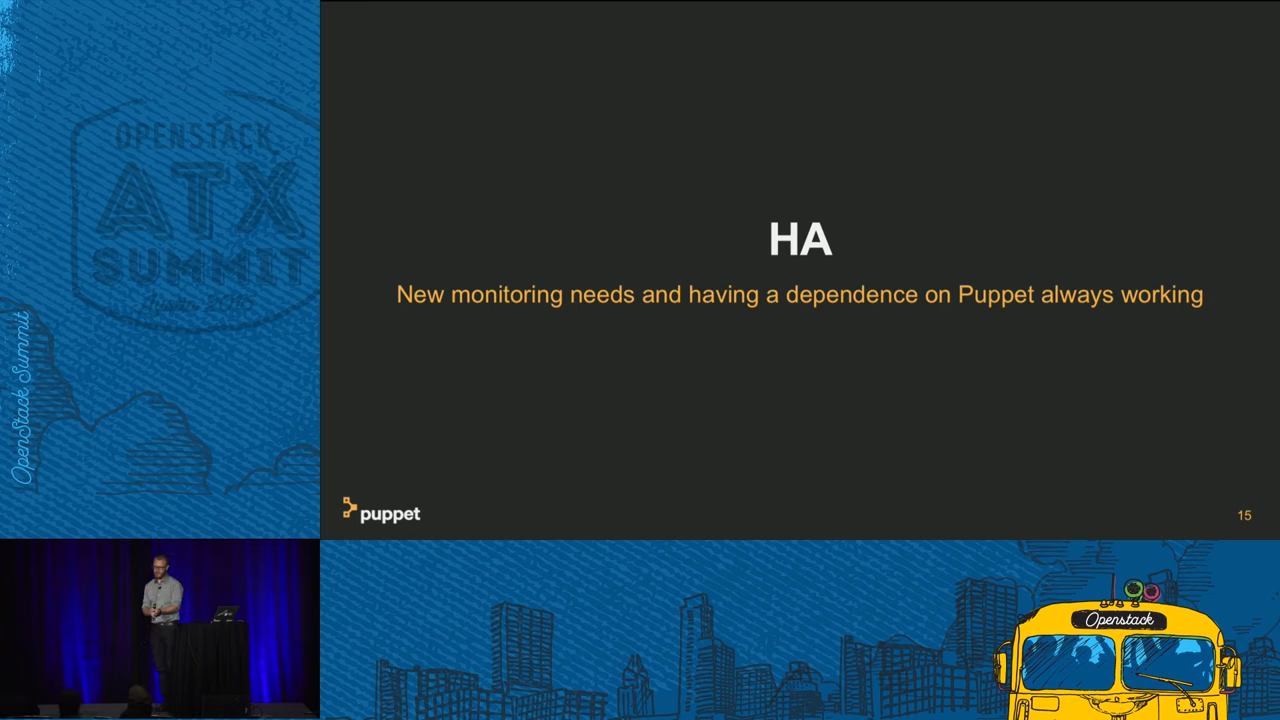 OPENSTACK
ATX
SUMMIT
Austin 2016
OpenStack Summit
HA
New monitoring needs and having a dependence on Puppet always working
puppet
15
Openstack